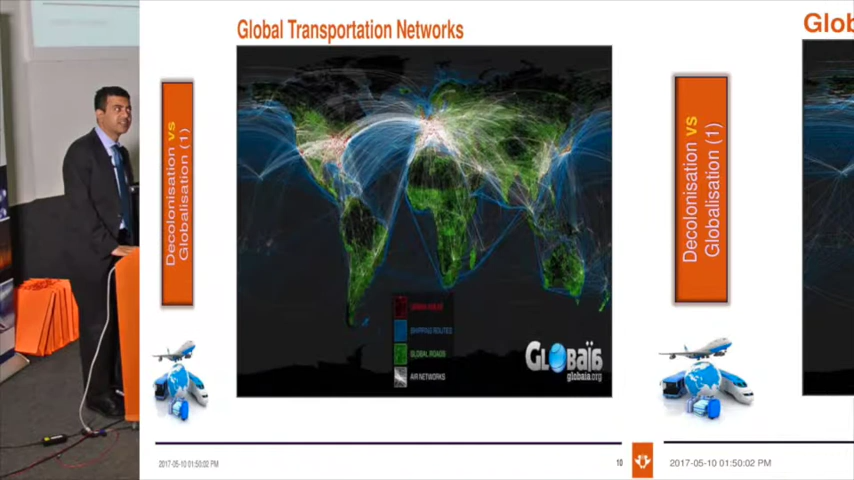 Global Transportation Networks
Decolonisation vs
Globalisation (1)
SHIPPING ROUTES
GLOBAL ROADS
AIR NETWORKS
GLOBAÏA
globaia.org
2017-05-10 01:50:02 PM
10
Glob
Decolonisation vs
Globalisation (1)
2017-05-10 01:50:02 PM